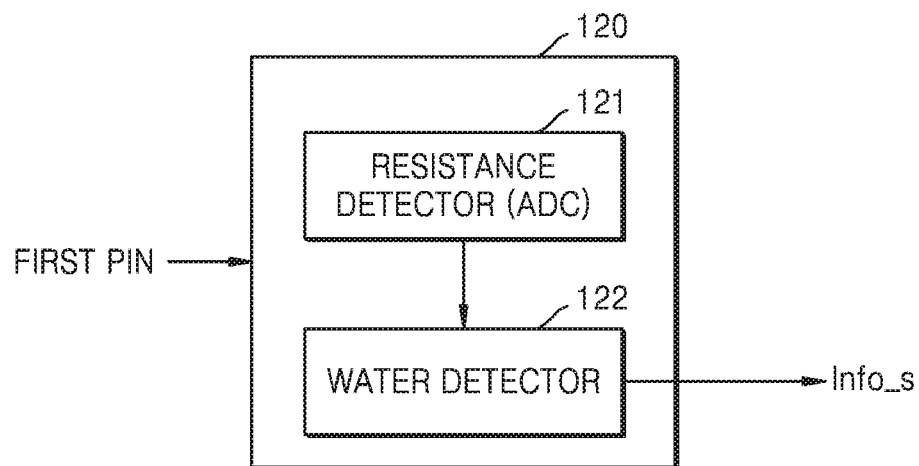 120
121
RESISTANCE
DETECTOR (ADC)
FIRST PIN
122
WATER DETECTOR
Info_s